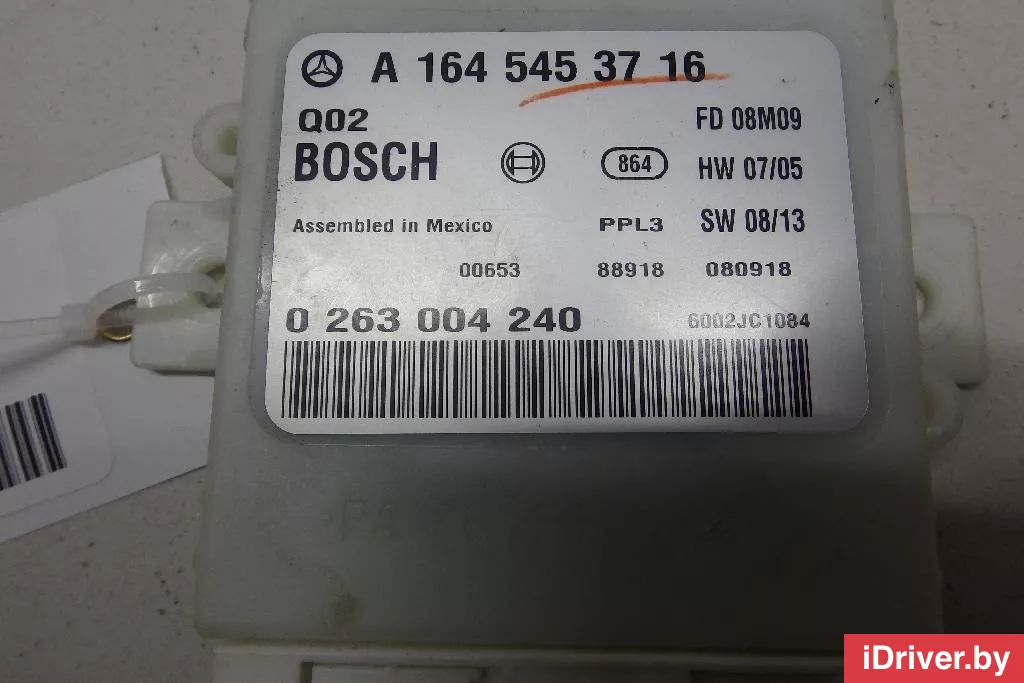 A 164 545 37 16
Q02
FD 08M09
BOSCH
864
HW 07/05
Assembled in Mexico
PPL3
SW 08/13
00653
88918
080918
0 263 004 240
6002JC1084
iDriver.by